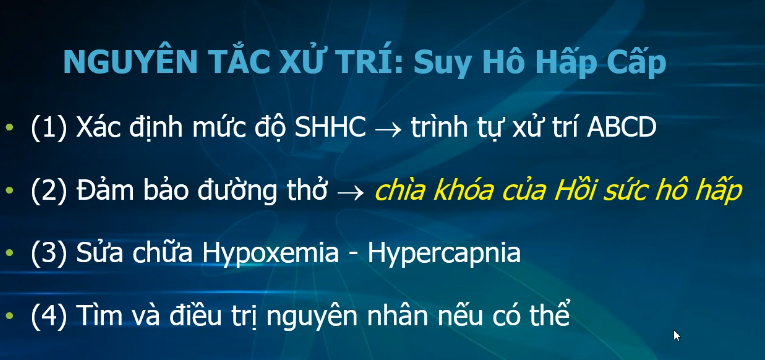 NGUYÊN TẮC XỬ TRÍ: Suy Hô Hấp Cấp
• (1) Xác định mức độ SHHC → trình tự xử trí ABCD
• (2) Đảm bảo đường thở → chìa khóa của Hồi sức hô hấp
• (3) Sửa chữa Hypoxemia - Hypercapnia
• (4) Tìm và điều trị nguyên nhân nếu có thể